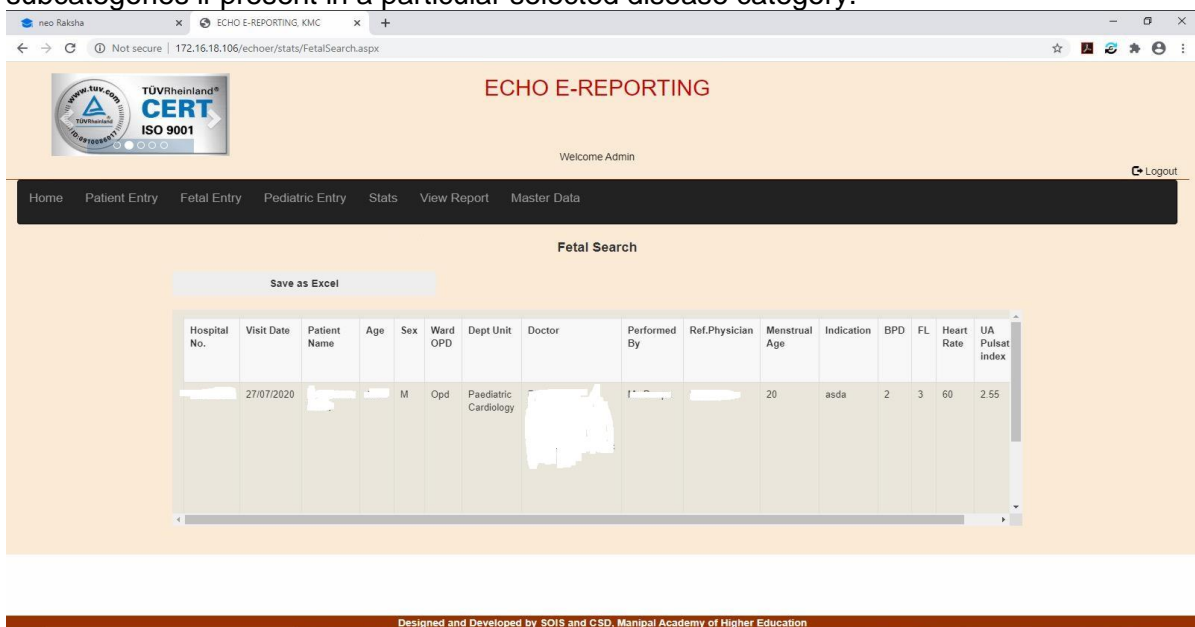 subcategories if present in a particular selected disease category.
neo Raksha
ECHO E-REPORTING, KMC
Not secure | 172.16.18.106/echoer/stats/FetalSearch.aspx
www.tuv.com
TÜVRheinland
TÜVRheinland®
CERT
ISO 9001
ECHO E-REPORTING
Welcome Admin
Logout
Home Patient Entry Fetal Entry Pediatric Entry Stats View Report Master Data
Fetal Search
Save as Excel
Hospital Visit Date Patient Age Sex Ward Dept Unit Doctor Performed Ref.Physician Menstrual Indication BPD FL Heart UA
No. Name OPD By Age Rate Pulsat
index
27/07/2020 M Opd Paediatric 20 asda 2 3 60 2.55
Cardiology
Designed and Developed by SOIS and CSD, Manipal Academy of Higher Education